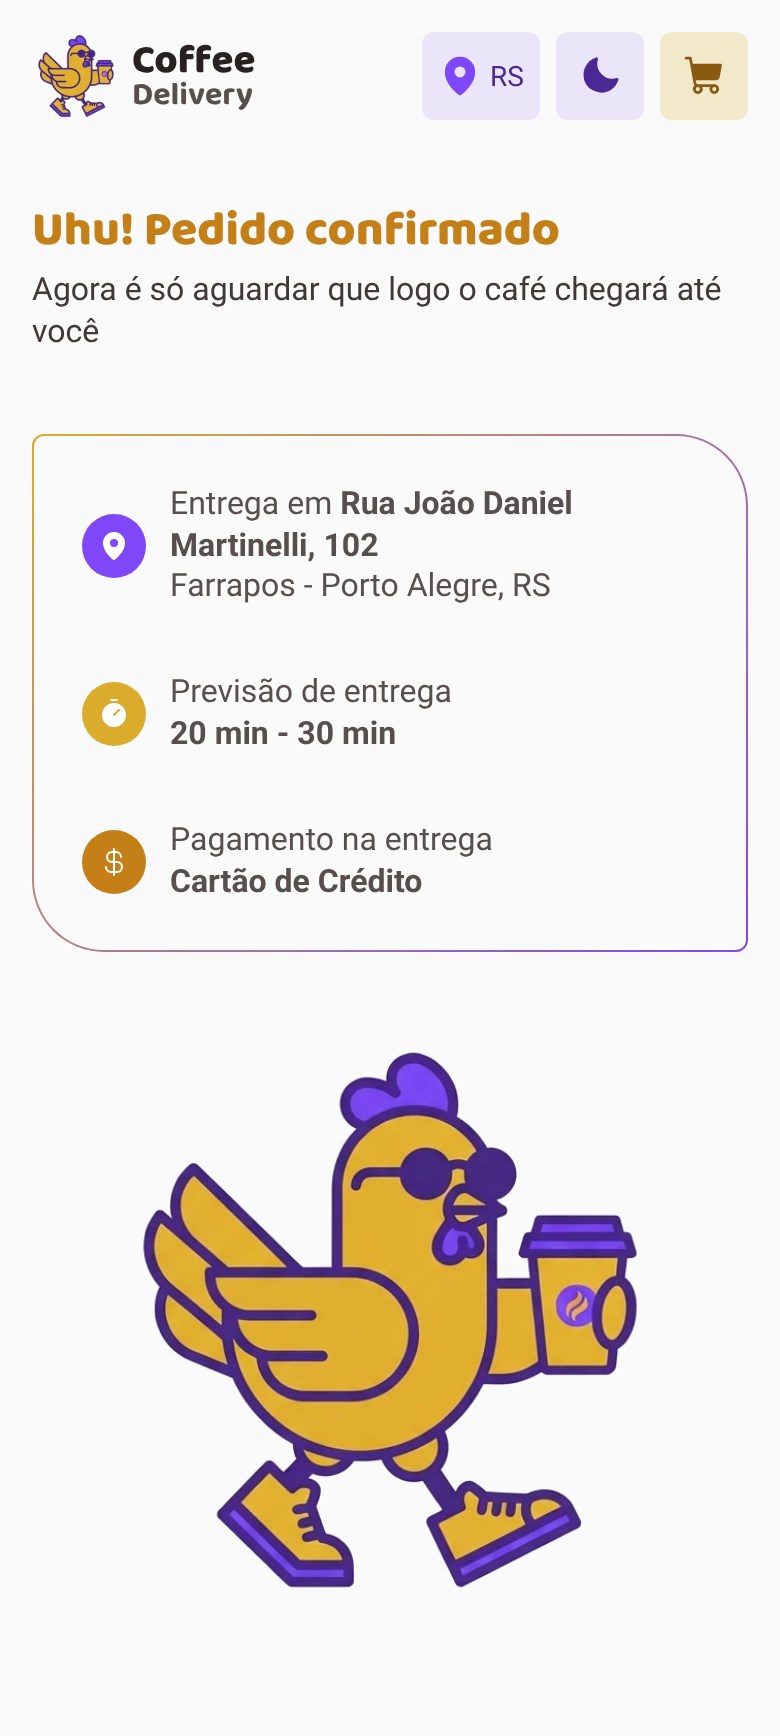 Coffee
Delivery
RS
Uhu! Pedido confirmado
Agora é só aguardar que logo o café chegará até
você
Entrega em Rua João Daniel
Martinelli, 102
Farrapos - Porto Alegre, RS
Previsão de entrega
20 min - 30 min
Pagamento na entrega
Cartão de Crédito